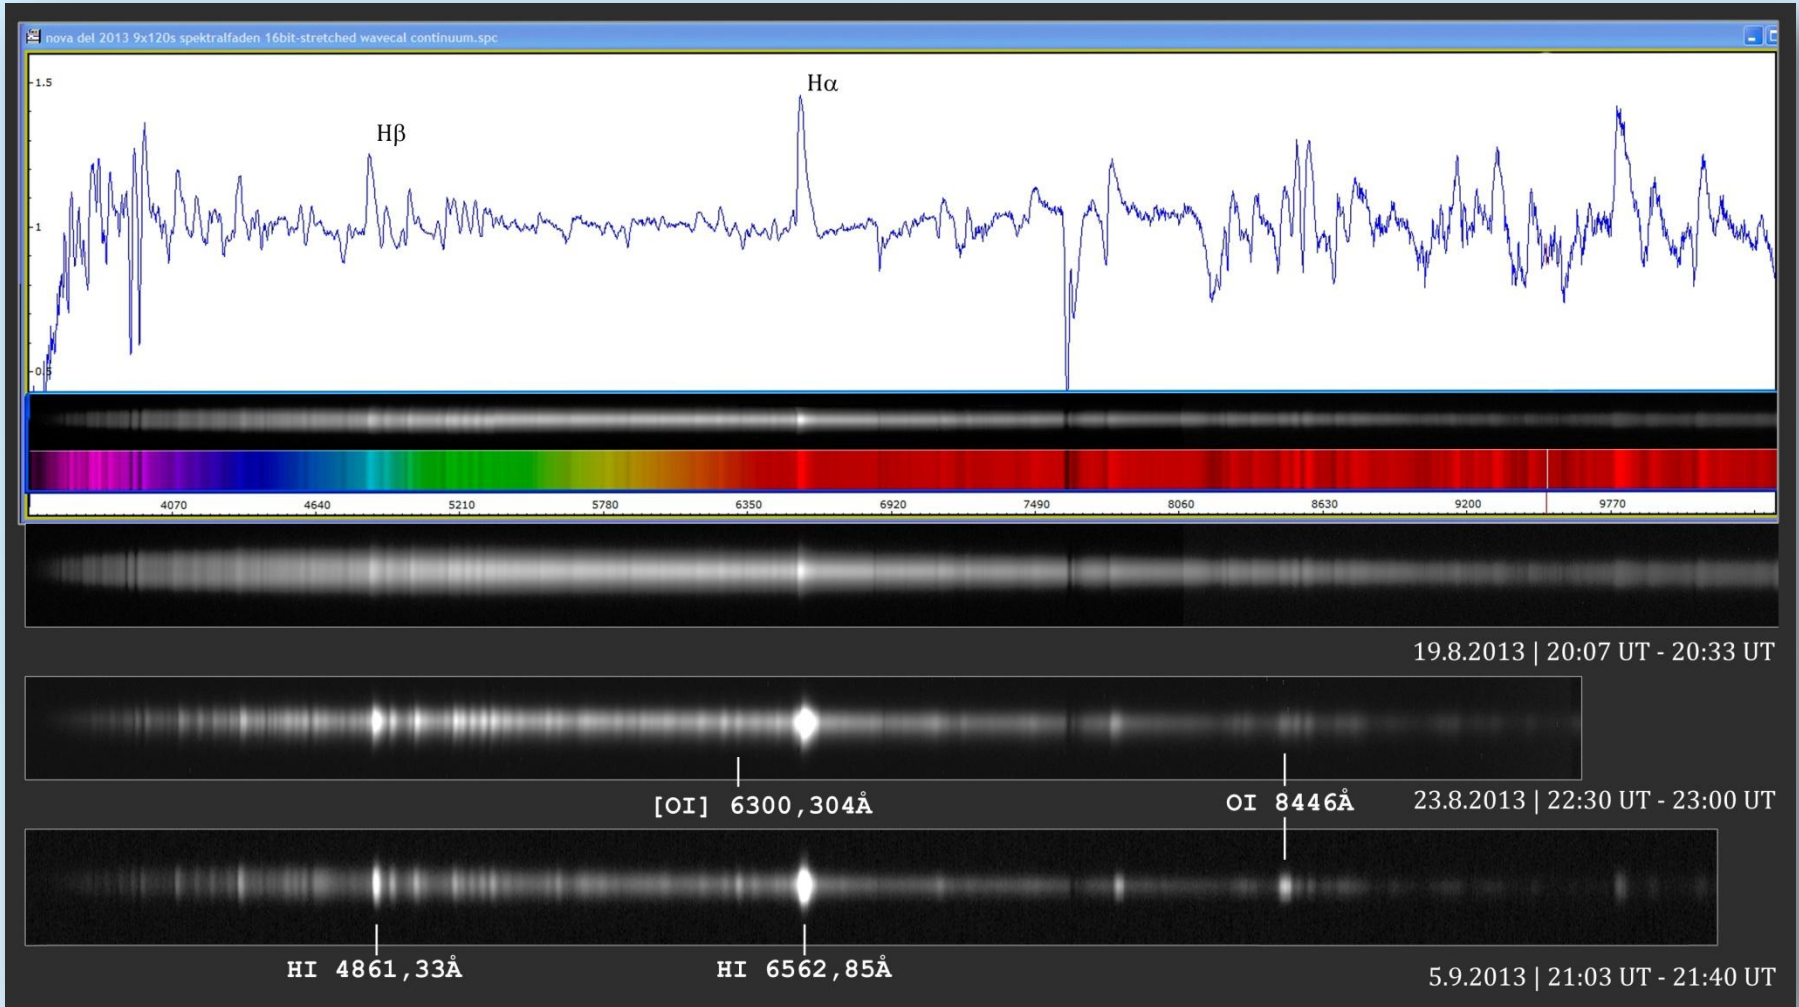 nova del 2013 9x120s spektralfaden 16bit-stretched wavecal continuum.spc
1.5
Hα
Hβ
1
0.5
4070 4640 5210 5780 6350 6920 7490 8060 8630 9200 9770
19.8.2013 | 20:07 UT - 20:33 UT
[OI] 6300,304Å
OI 8446Å
23.8.2013 | 22:30 UT - 23:00 UT
HI 4861,33Å
HI 6562,85Å
5.9.2013 | 21:03 UT - 21:40 UT